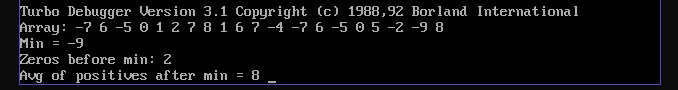 Turbo Debugger Version 3.1 Copyright (c) 1988,92 Borland International
Array: -7 6 -5 0 1 2 7 8 1 6 7 -4 -7 6 -5 0 5 -2 -9 8
Min = -9
Zeros before min: 2
Avg of positives after min = 8 _